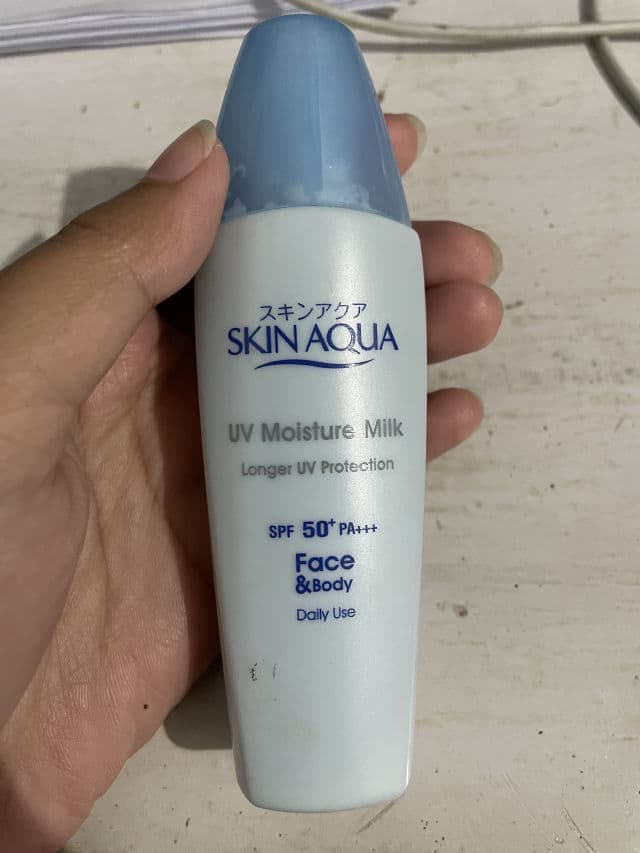 スキンアクア
SKIN AQUA
UV Moisture Milk
Longer UV Protection
SPF 50+ PA+++
Face
&Body
Daily Use